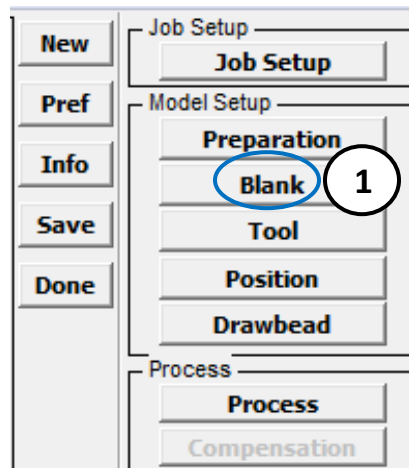 New
Pref
Info
Save
Done
Job Setup
Job Setup
Model Setup
Preparation
Blank
1
Tool
Position
Drawbead
Process
Process
Compensation